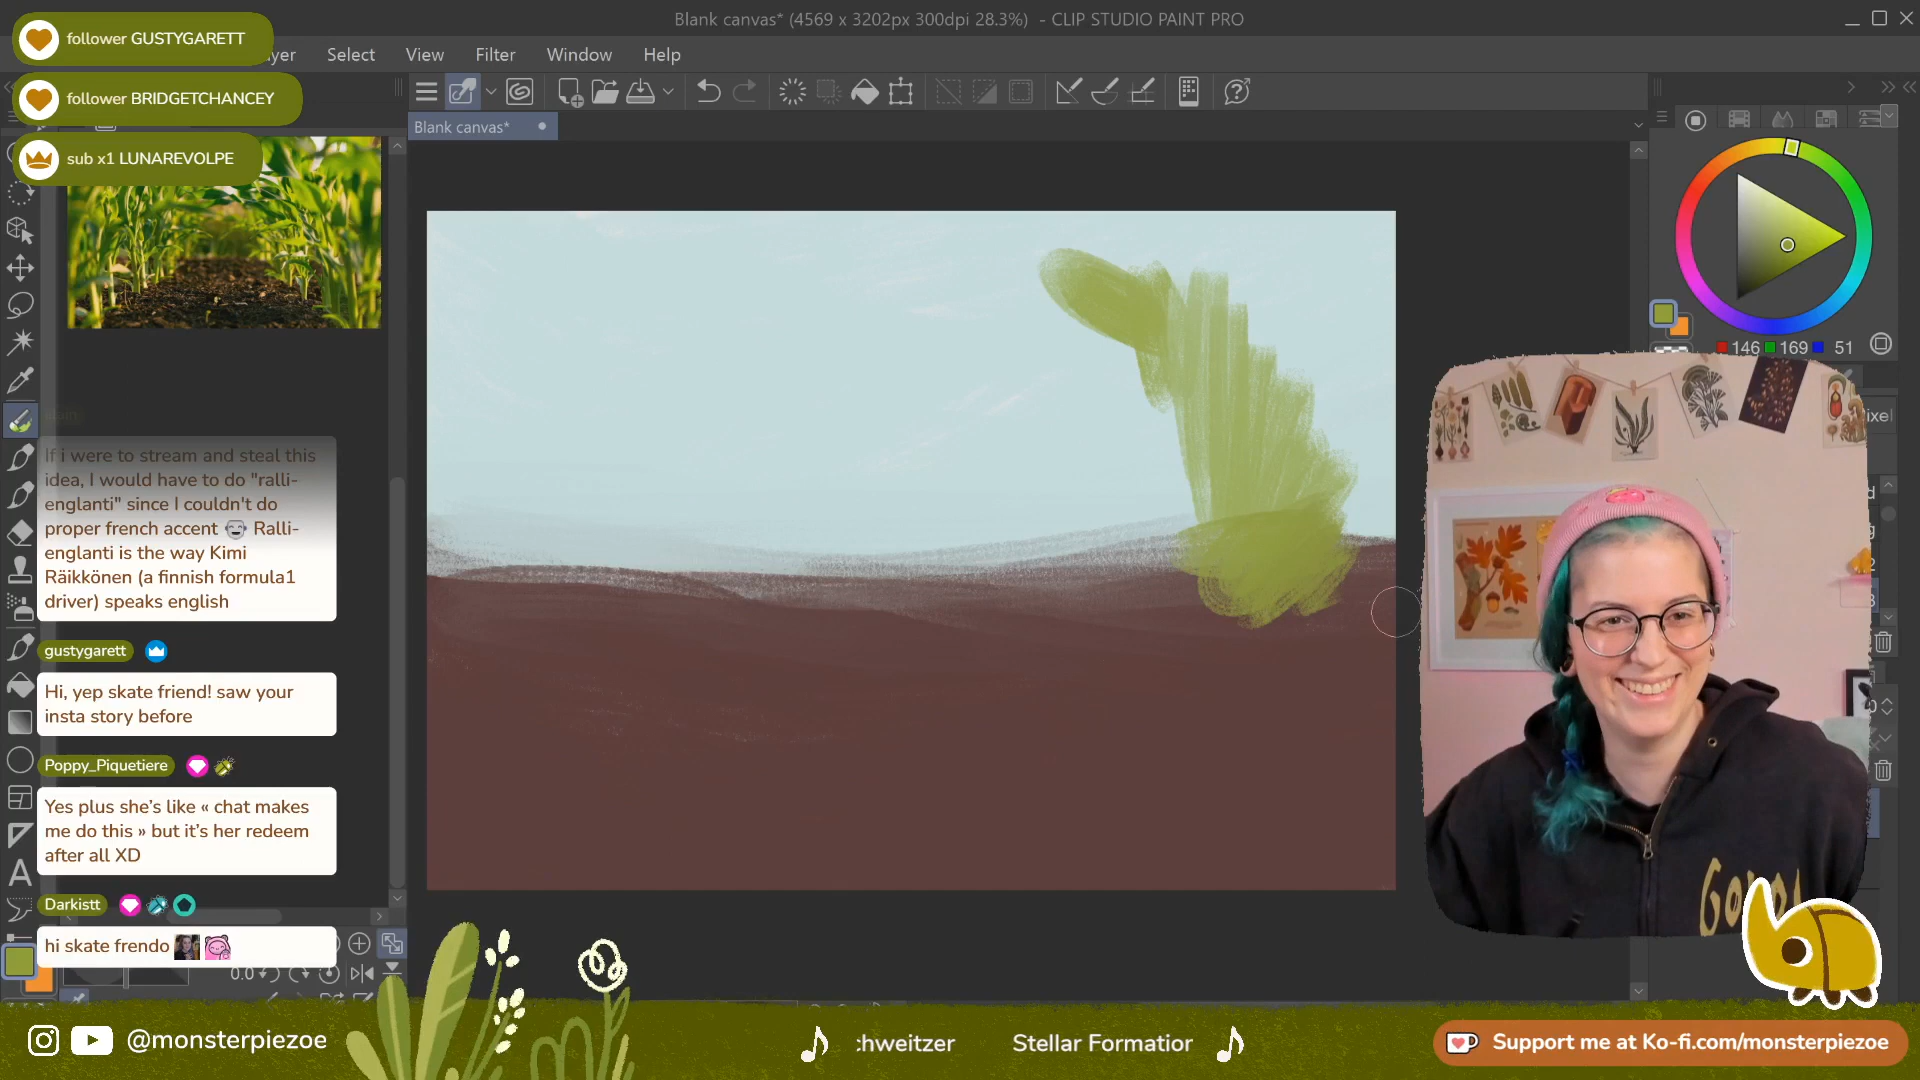 Blank canvas* (4569 x 3202px 300dpi 28.3%) - CLIP STUDIO PAINT PRO
follower GUSTYGARETT
Select View Filter Window Help
follower BRIDGETCHANCEY
sub x1 LUNAREVOLPE
Blank canvas*
146 169 51
If i were to stream and steal this
idea, I would have to do "ralli-
englanti" since I couldn't do
proper french accent Ralli-
englanti is the way Kimi
Räikkönen (a finnish formula1
driver) speaks english
gustygarett
Hi, yep skate friend! saw your
insta story before
Poppy_Piquetiere
Yes plus she's like « chat makes
me do this » but it's her redeem
after all XD
Darkistt
hi skate frendo
0.0
@monsterpiezoe
chweitzer Stellar Formation
Support me at Ko-fi.com/monsterpiezoe